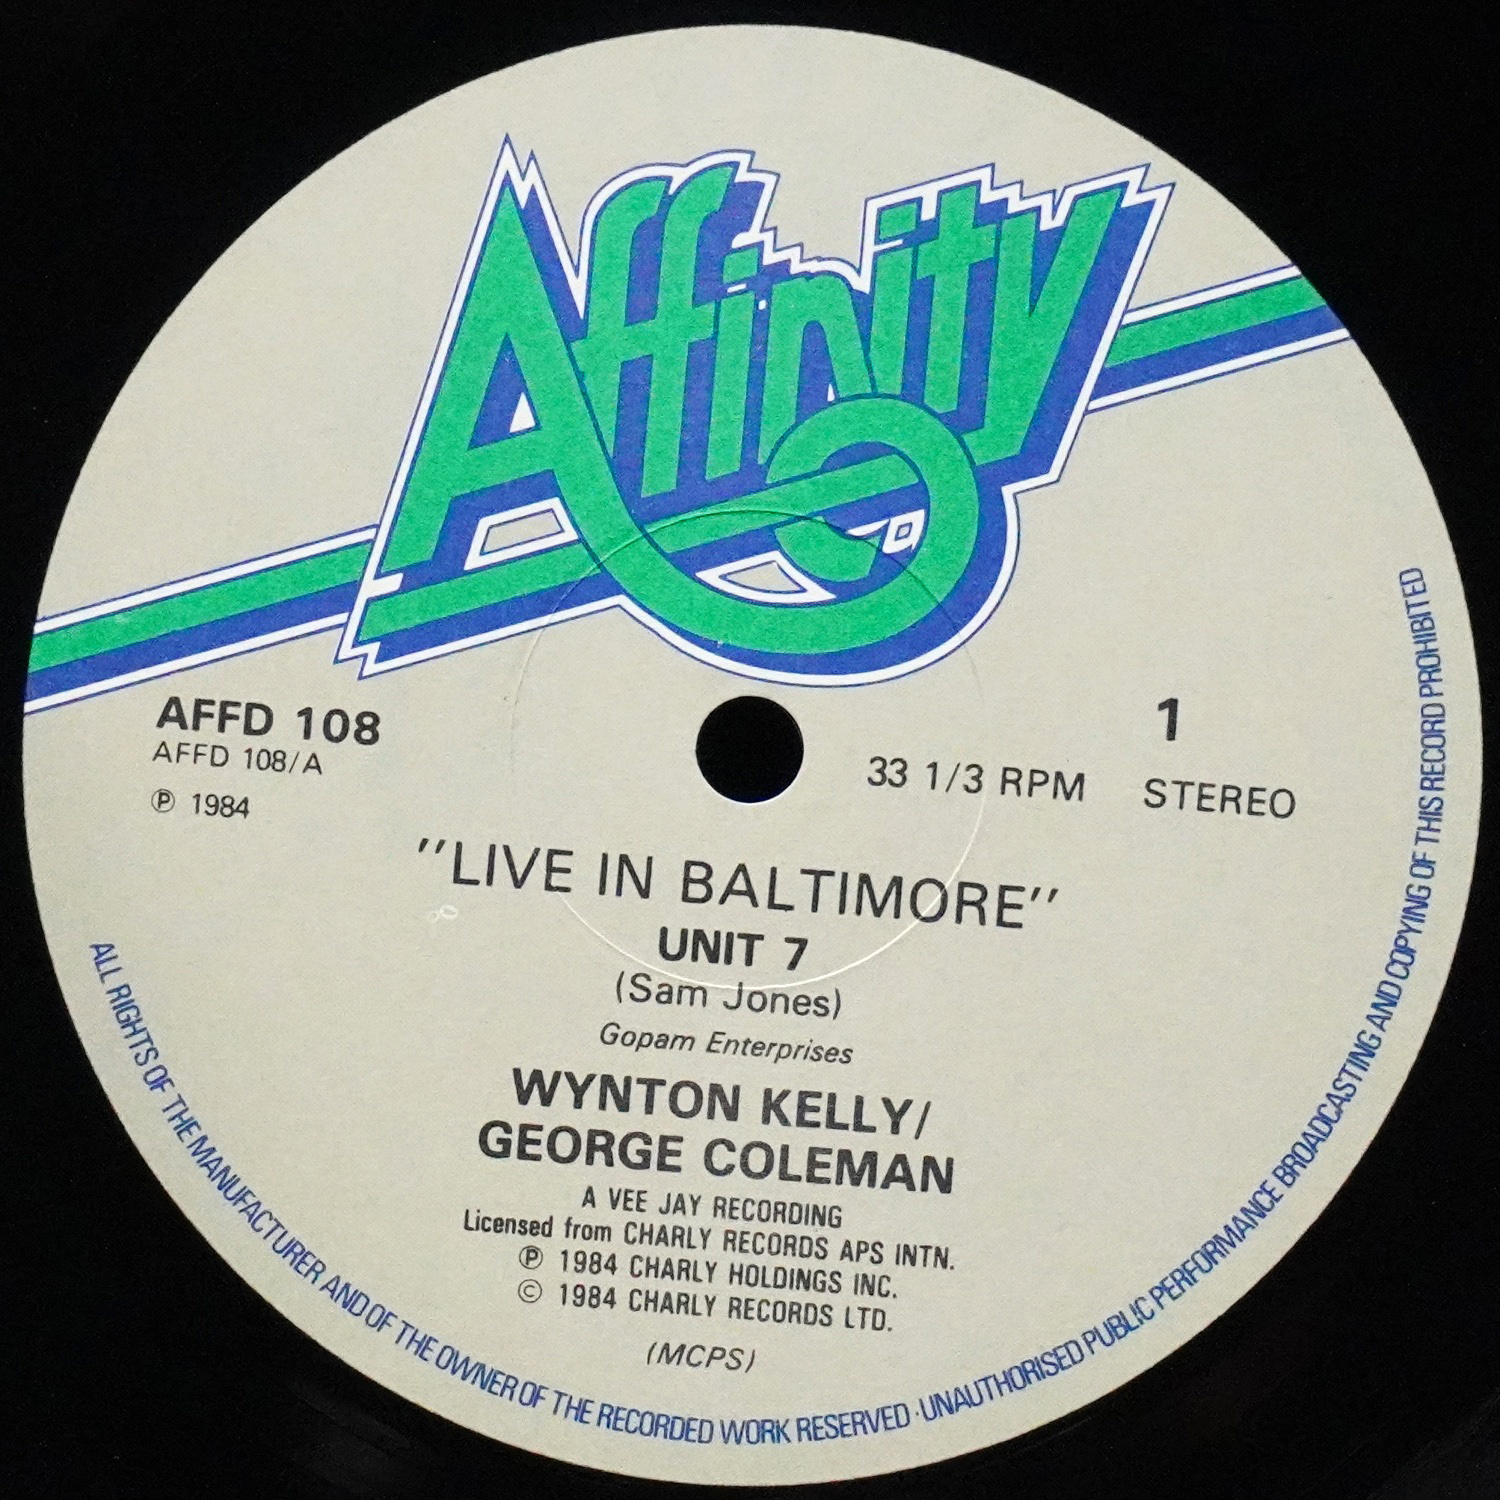 Affinity
AFFD 108
AFFD 108/A
℗ 1984
1
33 1/3 RPM
STEREO
"LIVE IN BALTIMORE"
UNIT 7
(Sam Jones)
Gopam Enterprises
WYNTON KELLY/
GEORGE COLEMAN
A VEE JAY RECORDING
Licensed from CHARLY RECORDS APS INTN.
℗ 1984 CHARLY HOLDINGS INC.
© 1984 CHARLY RECORDS LTD.
(MCPS)
ALL RIGHTS OF THE MANUFACTURER AND OF THE OWNER OF THE RECORDED WORK RESERVED · UNAUTHORISED PUBLIC PERFORMANCE BROADCASTING AND COPYING OF THIS RECORD PROHIBITED